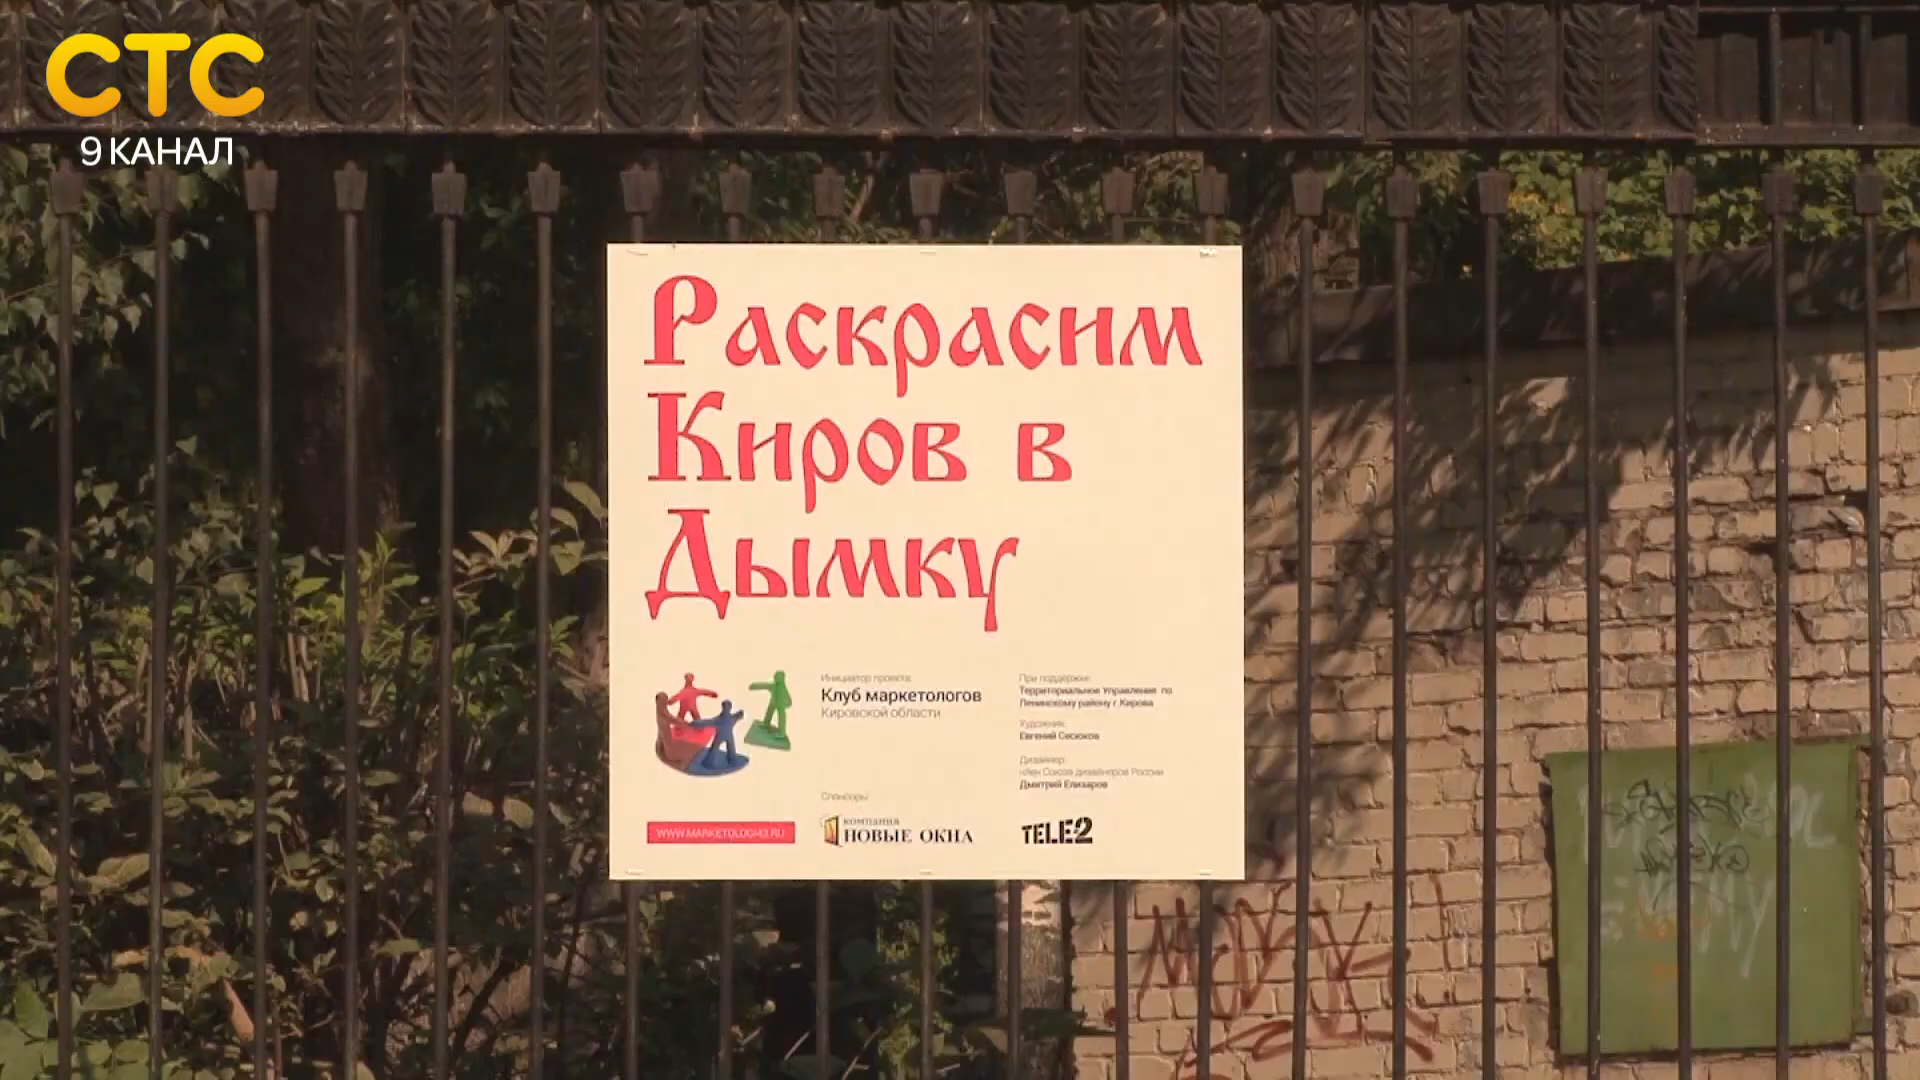 СТС
9 КАНАЛ
Раскрасим
Киров в
Дымку
Инициатор проекта:
Клуб маркетологов
Кировской области
При поддержке:
Территориальное Управление по
Ленинскому району г.Кирова
Художник:
Евгений Сесюков
Дизайнер:
член Союза дизайнеров России
Дмитрий Елизаров
Спонсоры:
WWW.MARKETOLOGI43.RU
КОМПАНИЯ
НОВЫЕ ОКНА
TELE2